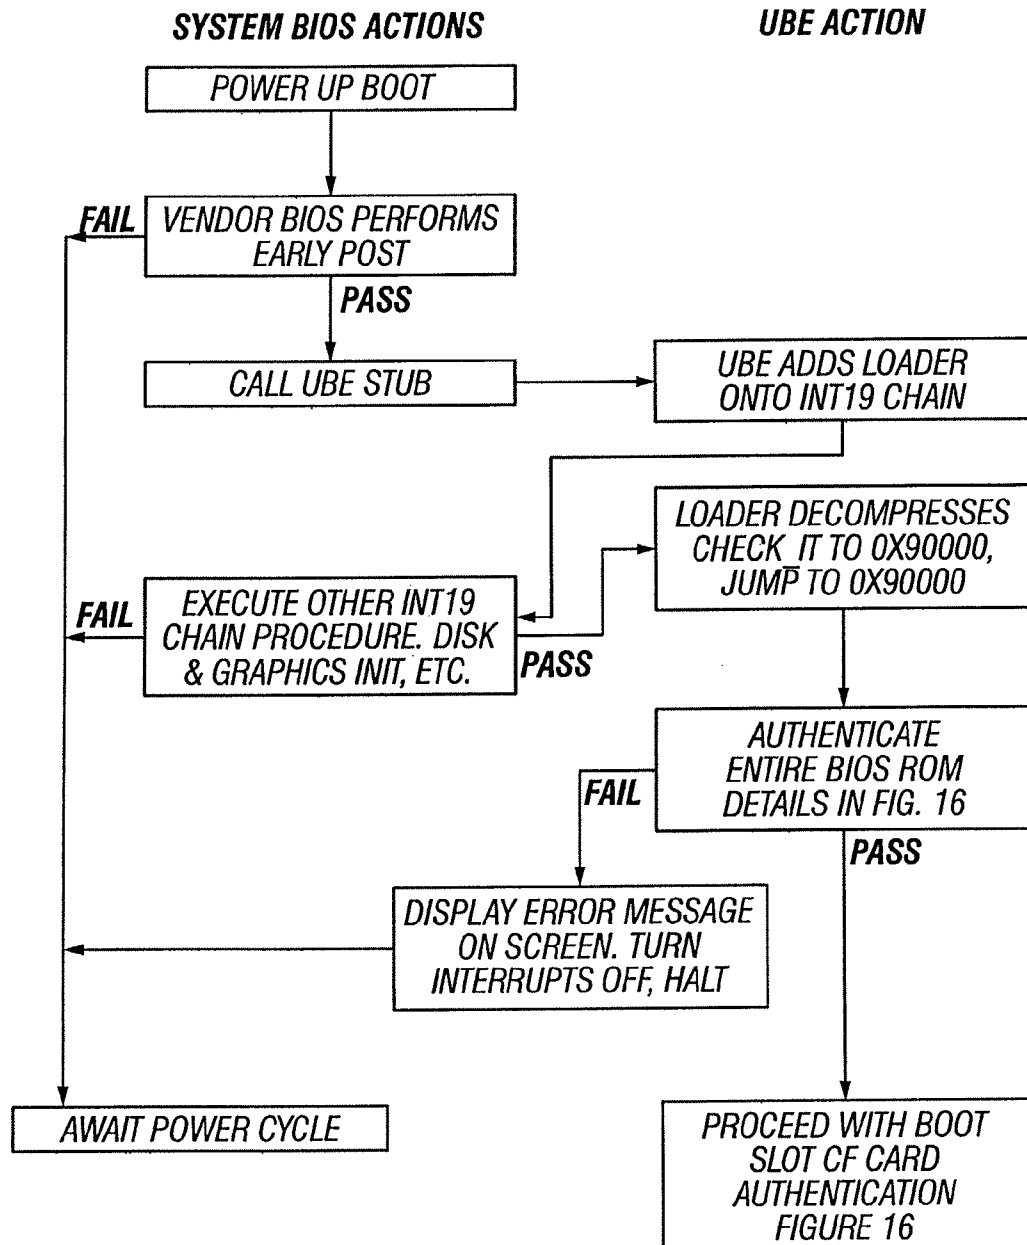 SYSTEM BIOS ACTIONS
UBE ACTION
POWER UP BOOT
FAIL
VENDOR BIOS PERFORMS
EARLY POST
PASS
CALL UBE STUB
UBE ADDS LOADER
ONTO INT19 CHAIN
LOADER DECOMPRESSES
CHECK_IT TO 0X90000,
JUMP TO 0X90000
FAIL
EXECUTE OTHER INT19
CHAIN PROCEDURE. DISK
& GRAPHICS INIT, ETC.
PASS
AUTHENTICATE
ENTIRE BIOS ROM
DETAILS IN FIG. 16
FAIL
PASS
DISPLAY ERROR MESSAGE
ON SCREEN. TURN
INTERRUPTS OFF, HALT
AWAIT POWER CYCLE
PROCEED WITH BOOT
SLOT CF CARD
AUTHENTICATION
FIGURE 16